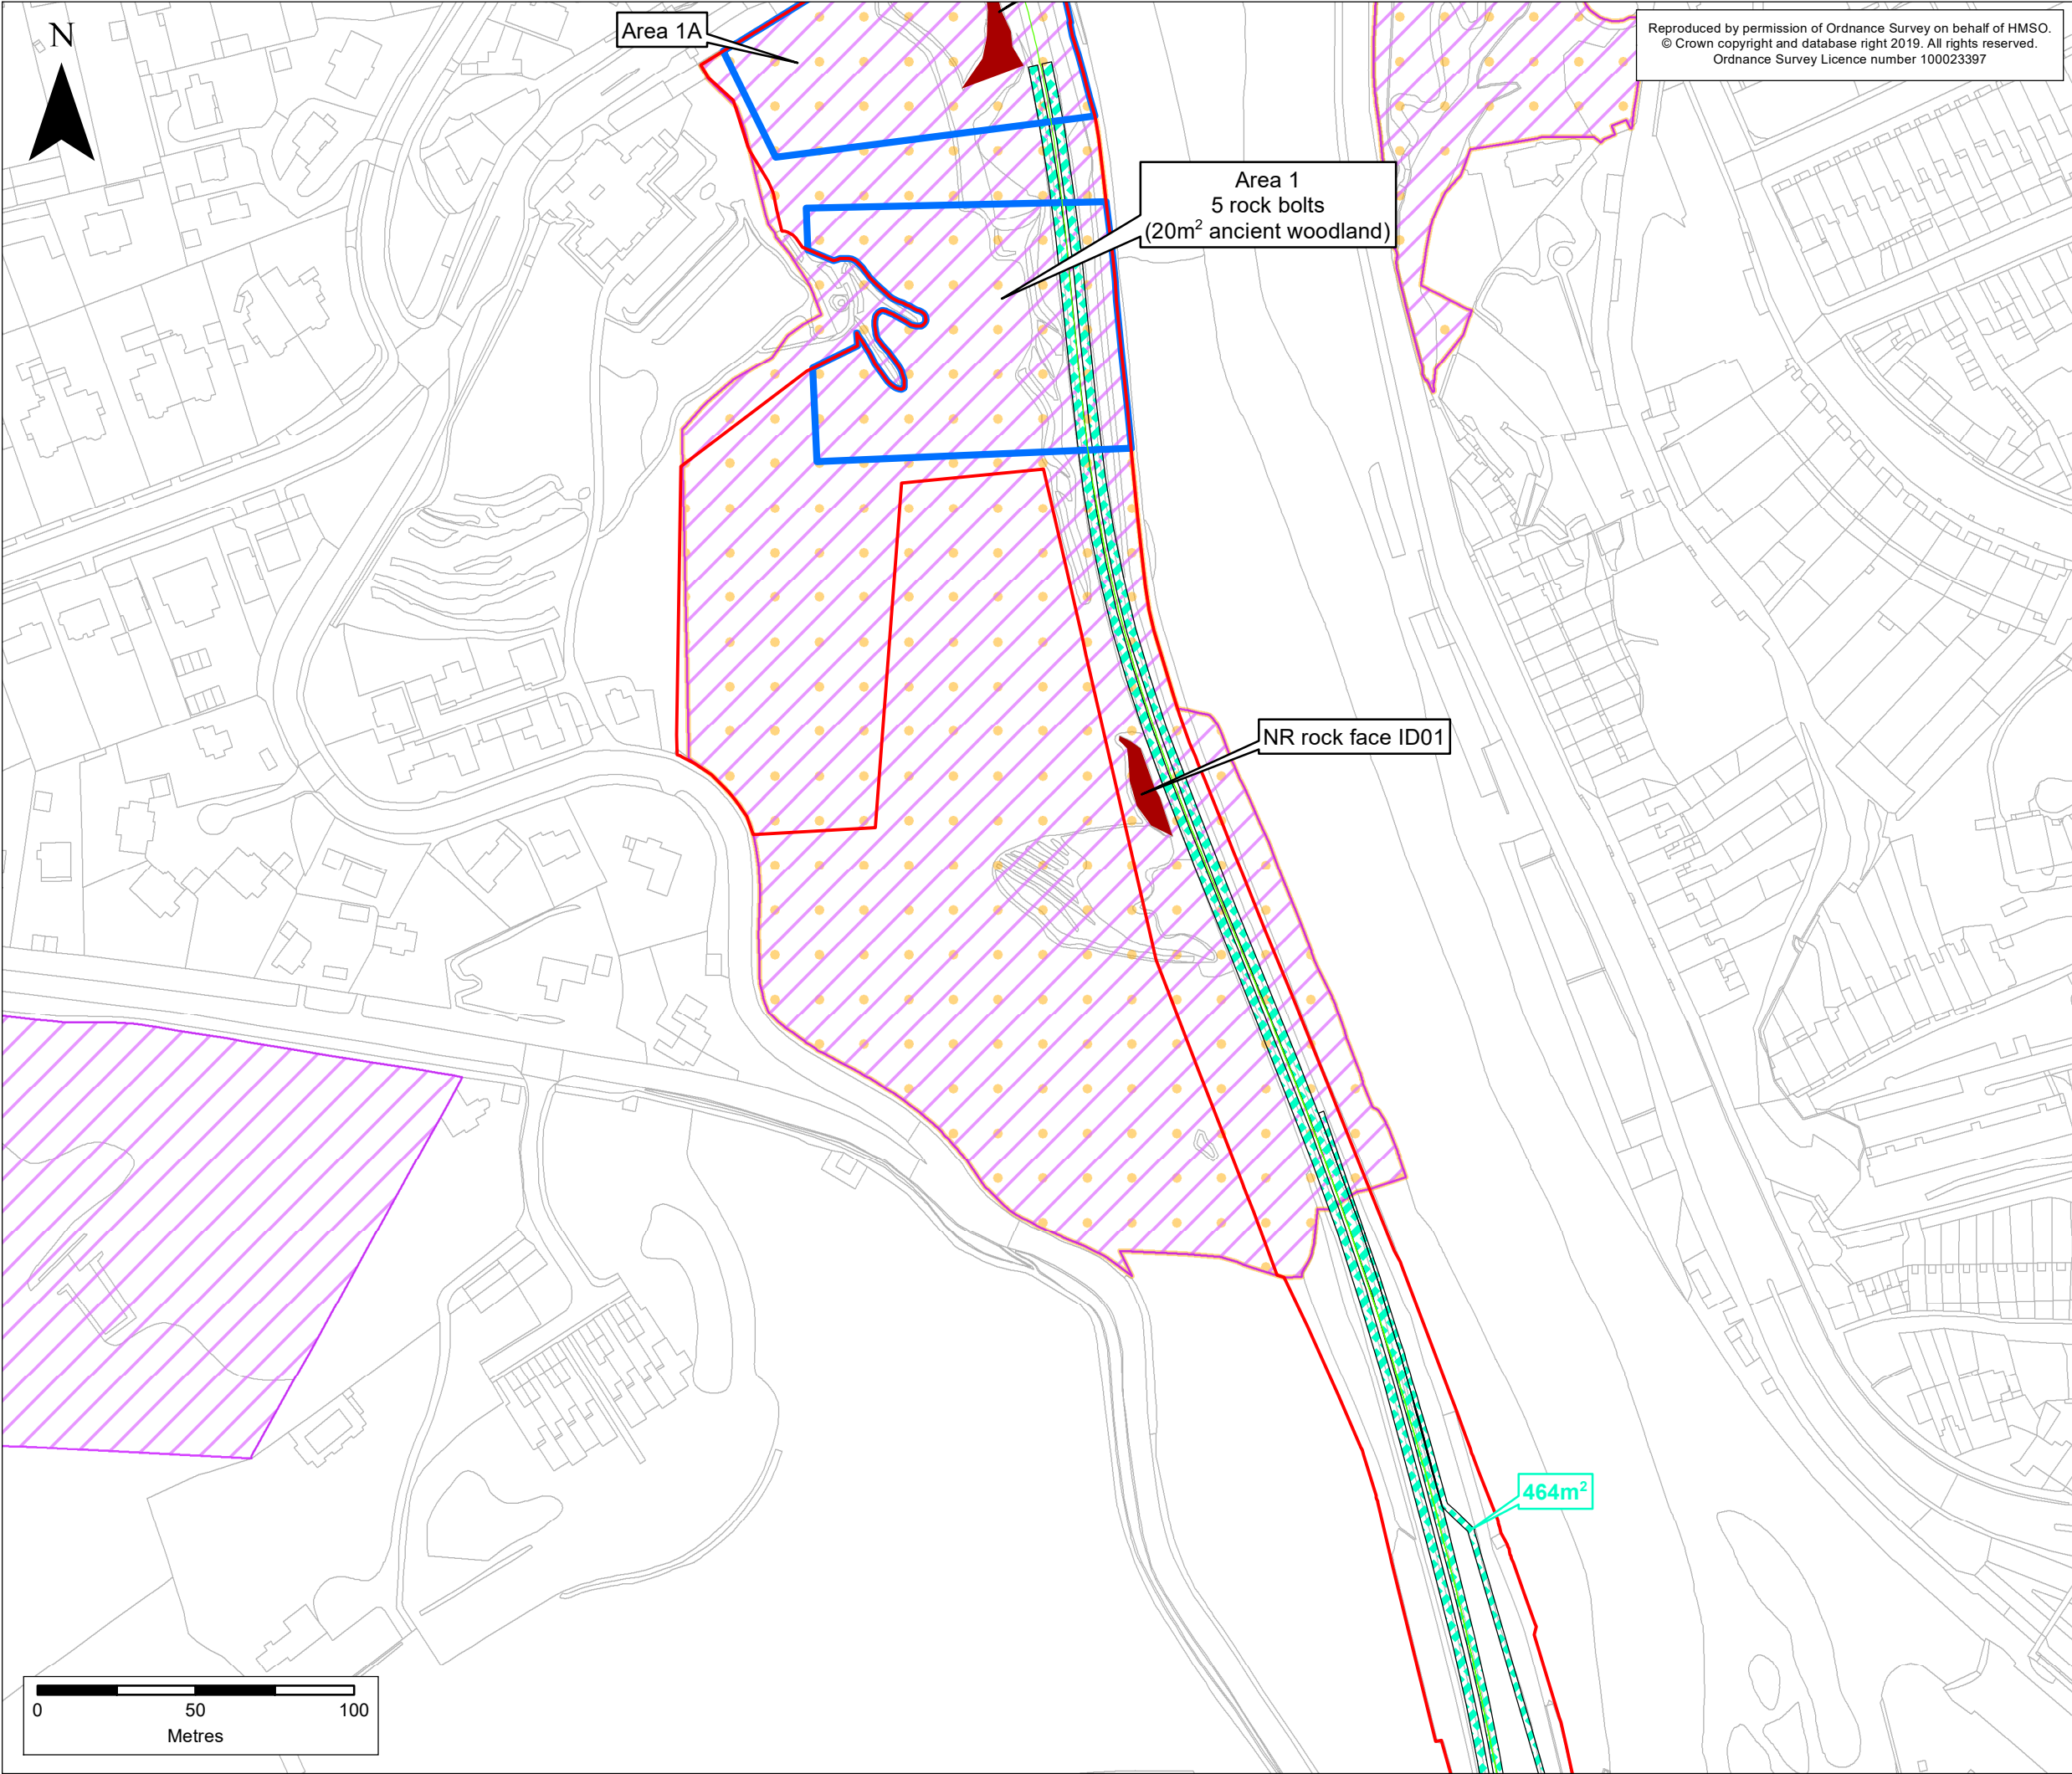 N
Area 1A
Reproduced by permission of Ordnance Survey on behalf of HMSO.
© Crown copyright and database right 2019. All rights reserved.
Ordnance Survey Licence number 100023397
Area 1
5 rock bolts
(20m² ancient woodland)
NR rock face ID01
464m²
0 50 100
Metres